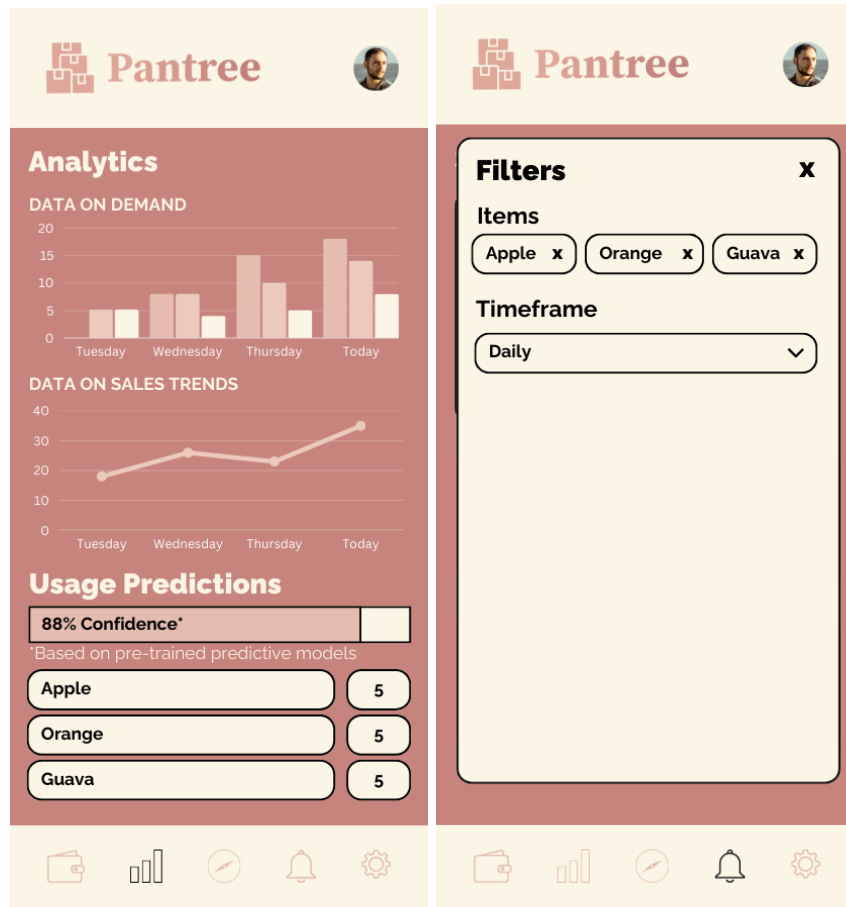 Pantree
Analytics
DATA ON DEMAND
20
15
10
5
0
Tuesday Wednesday Thursday Today
DATA ON SALES TRENDS
40
30
20
10
0
Tuesday Wednesday Thursday Today
Usage Predictions
88% Confidence*
*Based on pre-trained predictive models
Apple 5
Orange 5
Guava 5
Pantree
Filters X
Items
Apple x Orange x Guava x
Timeframe
Daily